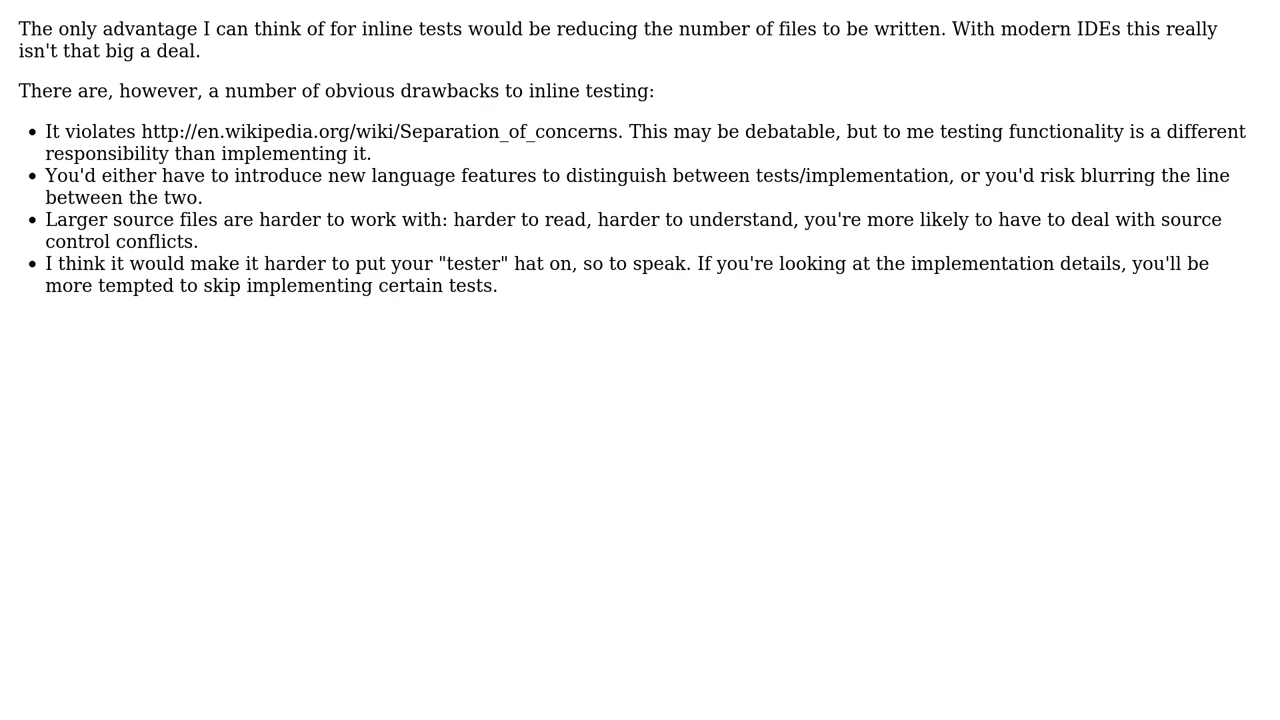 The only advantage I can think of for inline tests would be reducing the number of files to be written. With modern IDEs this really
isn't that big a deal.
There are, however, a number of obvious drawbacks to inline testing:
• It violates http://en.wikipedia.org/wiki/Separation_of_concerns. This may be debatable, but to me testing functionality is a different
responsibility than implementing it.
• You'd either have to introduce new language features to distinguish between tests/implementation, or you'd risk blurring the line
between the two.
• Larger source files are harder to work with: harder to read, harder to understand, you're more likely to have to deal with source
control conflicts.
• I think it would make it harder to put your "tester" hat on, so to speak. If you're looking at the implementation details, you'll be
more tempted to skip implementing certain tests.